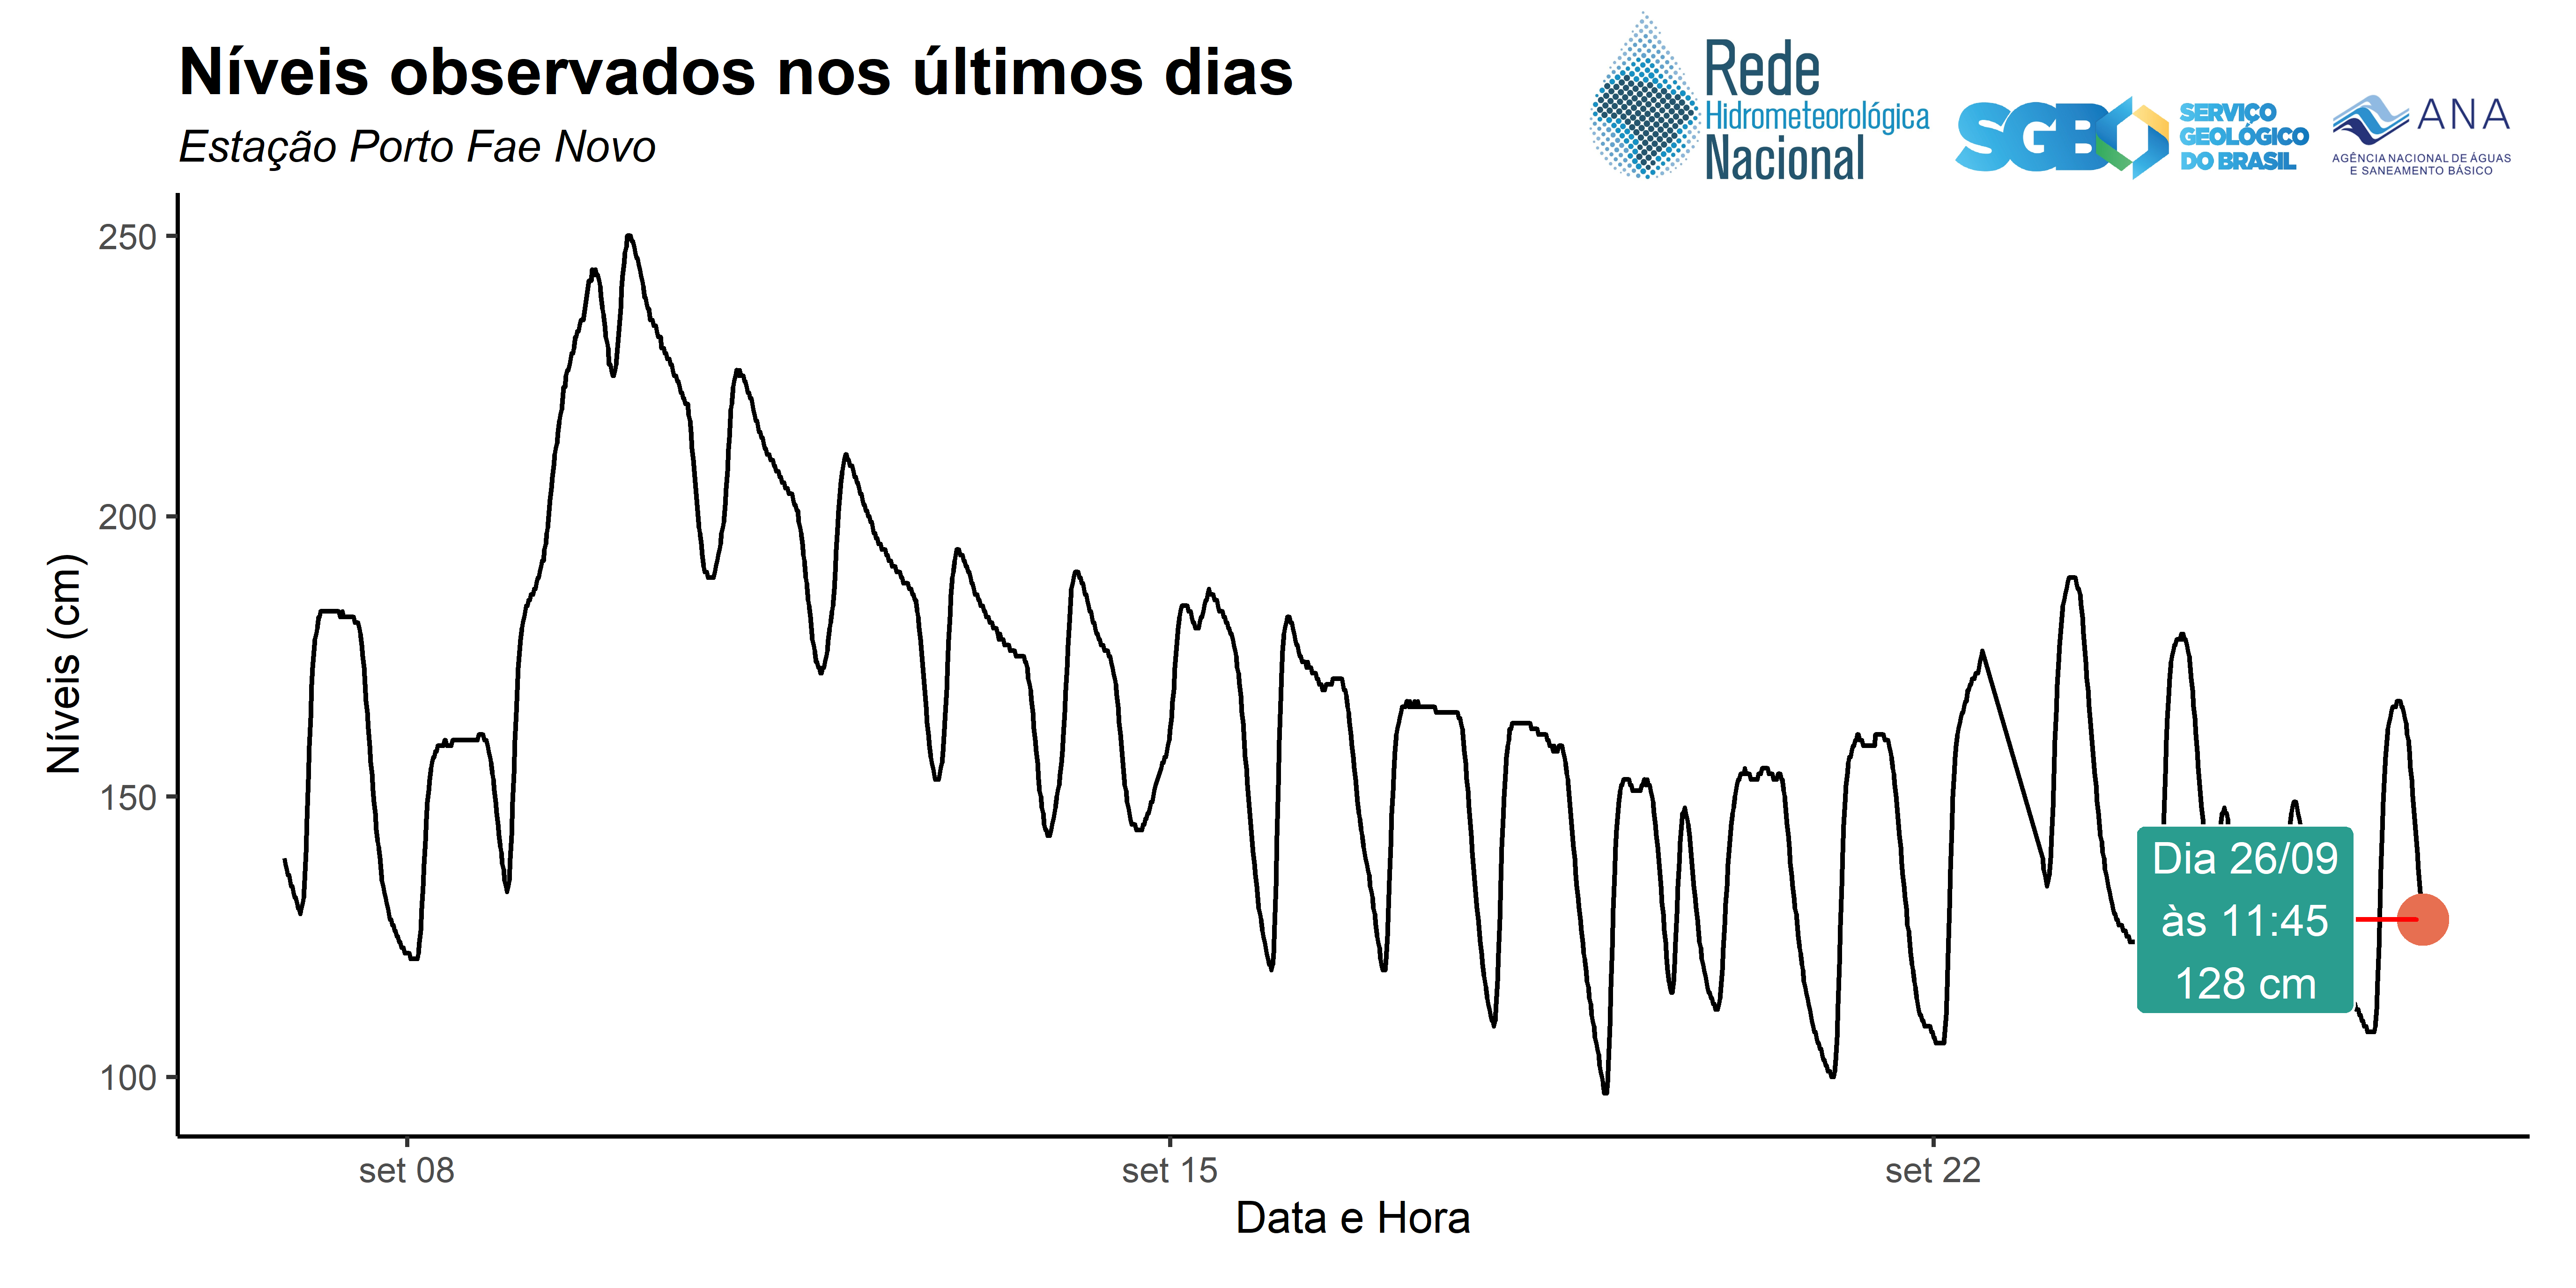 Níveis observados nos últimos dias
Estação Porto Fae Novo
Rede
Hidrometeorológica
Nacional
SGB
SERVIÇO
GEOLÓGICO
DO BRASIL
ANA
AGÊNCIA NACIONAL DE ÁGUAS
E SANEAMENTO BÁSICO
250
200
150
100
Níveis (cm)
Dia 26/09
às 11:45
128 cm
set 08
set 15
set 22
Data e Hora